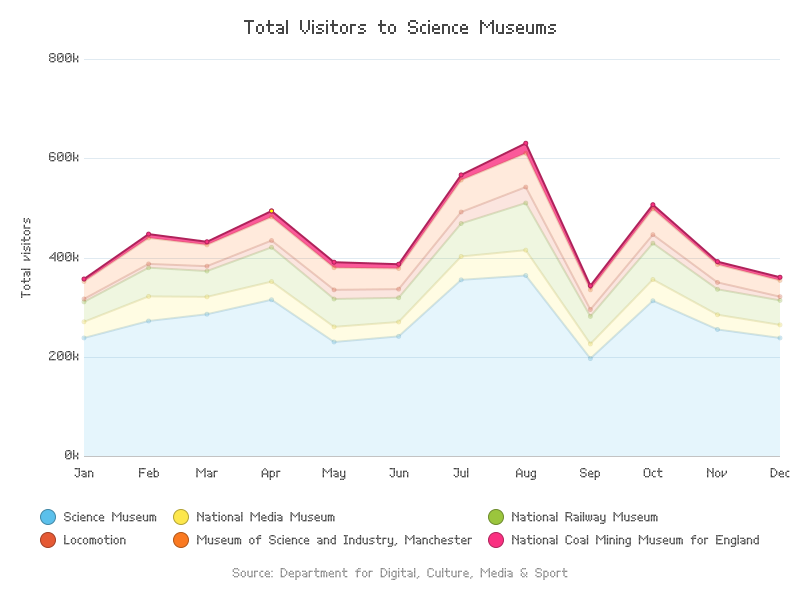 Total Visitors to Science Museums
Total visitors
800k
600k
400k
200k
0k
Jan Feb Mar Apr May Jun Jul Aug Sep Oct Nov Dec
Science Museum National Media Museum National Railway Museum
Locomotion Museum of Science and Industry, Manchester National Coal Mining Museum for England
Source: Department for Digital, Culture, Media & Sport